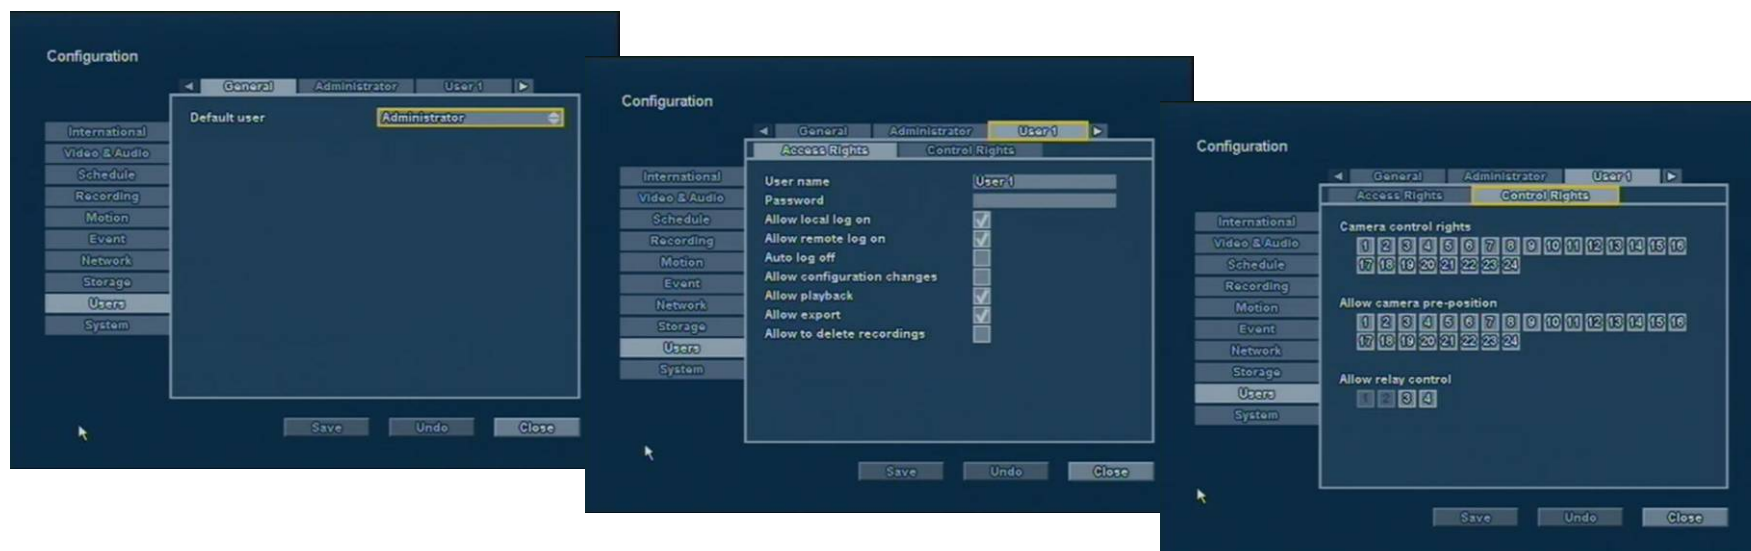 Configuration
General Administrator User 1
Default user Administrator
International
Video & Audio
Schedule
Recording
Motion
Event
Network
Storage
Users
System
Save Undo Close
Configuration
General Administrator User 1
Access Rights Control Rights
International
Video & Audio
Schedule
Recording
Motion
Event
Network
Storage
Users
System
User name User 1
Password
Allow local log on
Allow remote log on
Auto log off
Allow configuration changes
Allow playback
Allow export
Allow to delete recordings
Save Undo Close
Configuration
General Administrator User 1
Access Rights Control Rights
International
Video & Audio
Schedule
Recording
Motion
Event
Network
Storage
Users
System
Camera control rights
1 2 3 4 5 6 7 8 9 10 11 12 13 14 15 16
17 18 19 20 21 22 23 24
Allow camera pre-position
1 2 3 4 5 6 7 8 9 10 11 12 13 14 15 16
17 18 19 20 21 22 23 24
Allow relay control
1 2 3 4
Save Undo Close